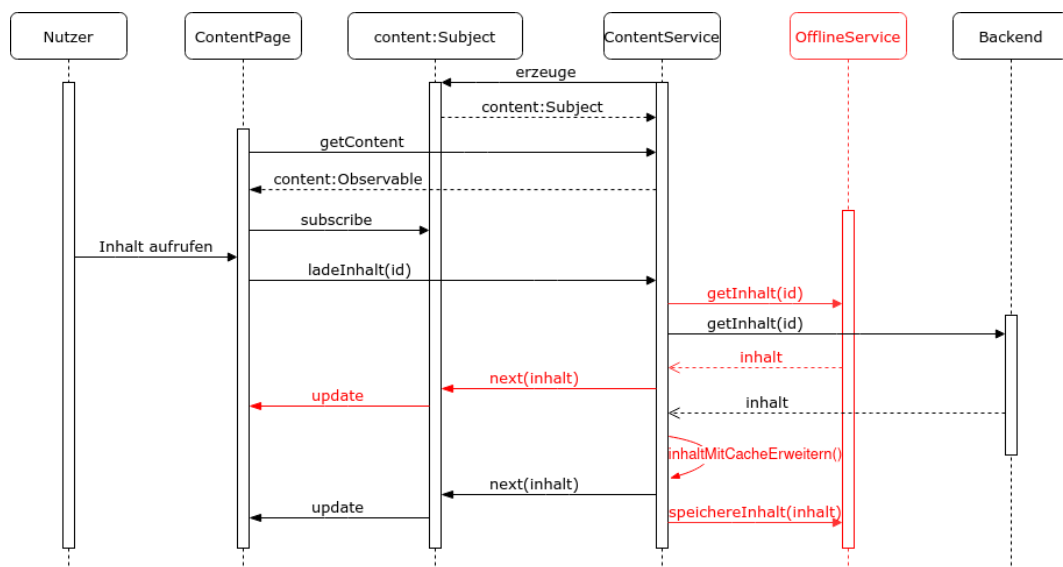 Nutzer
ContentPage
content:Subject
ContentService
OfflineService
Backend
erzeuge
content:Subject
getContent
content:Observable
subscribe
Inhalt aufrufen
ladeInhalt(id)
getInhalt(id)
getInhalt(id)
inhalt
next(inhalt)
update
inhalt
inhaltMitCacheErweitern()
next(inhalt)
update
speichereInhalt(inhalt)